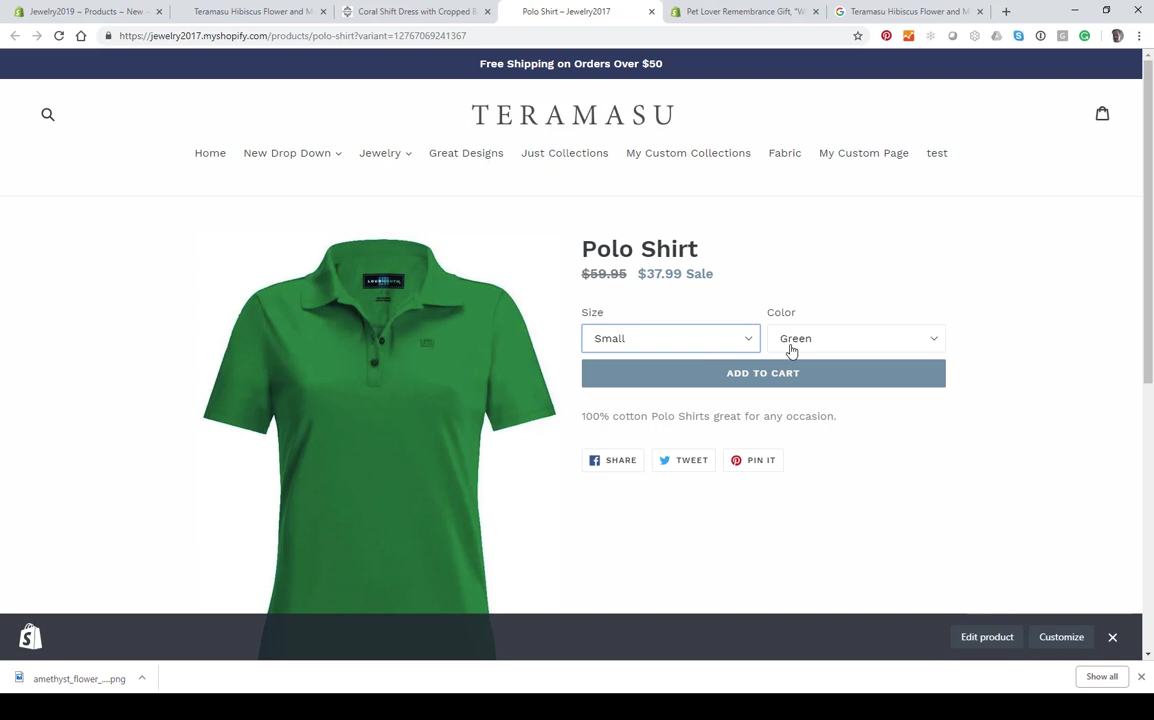 Jewelry2019 ~ Products ~ New -
Teramasu Hibiscus Flower and M
Coral Shift Dress with Cropped B
Polo Shirt – Jewelry2017
Pet Lover Remembrance Gift, "W
Teramasu Hibiscus Flower and M
https://jewelry2017.myshopify.com/products/polo-shirt?variant=12767069241367
Free Shipping on Orders Over $50
TERAMASU
Home New Drop Down Jewelry Great Designs Just Collections My Custom Collections Fabric My Custom Page test
Polo Shirt
$59.95 $37.99 Sale
Size Color
Small Green
ADD TO CART
100% cotton Polo Shirts great for any occasion.
SHARE TWEET PIN IT
Edit product Customize
amethyst_flower_....png
Show all